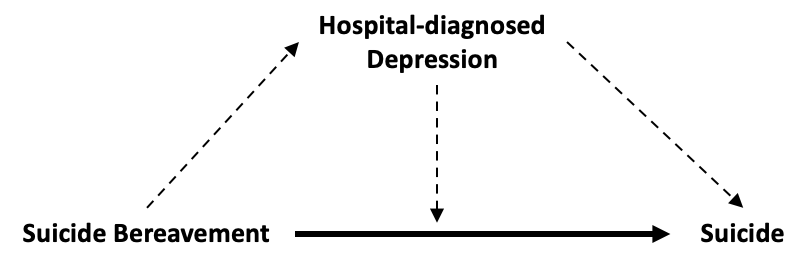 Hospital-diagnosed
Depression
Suicide Bereavement
Suicide